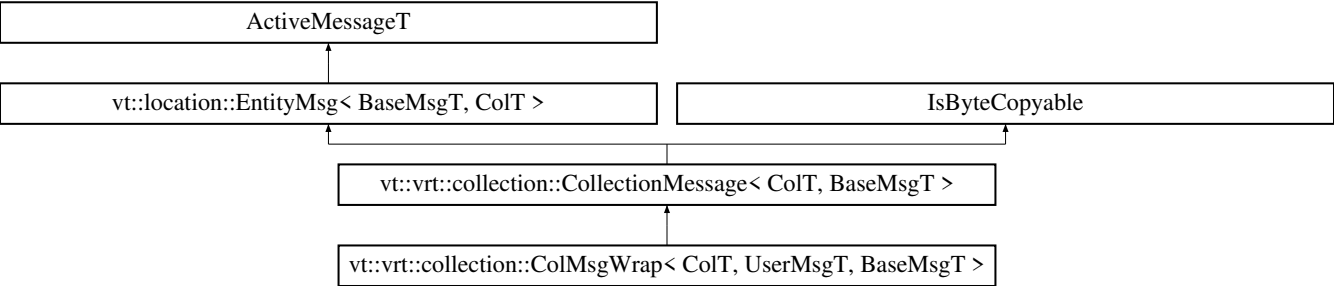 ActiveMessageT
vt::location::EntityMsg< BaseMsgT, ColT >
IsByteCopyable
vt::vrt::collection::CollectionMessage< ColT, BaseMsgT >
vt::vrt::collection::ColMsgWrap< ColT, UserMsgT, BaseMsgT >